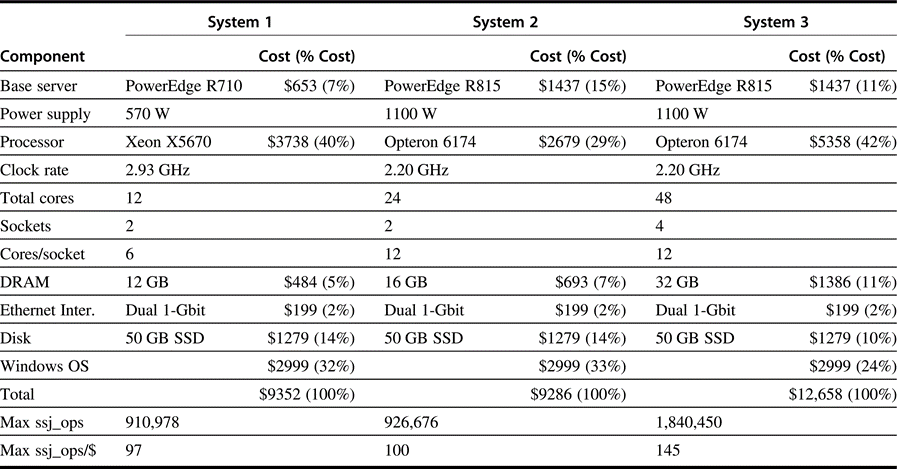 System 1 System 2 System 3
Component Cost (% Cost) Cost (% Cost) Cost (% Cost)
Base server PowerEdge R710 $653 (7%) PowerEdge R815 $1437 (15%) PowerEdge R815 $1437 (11%)
Power supply 570 W 1100 W 1100 W
Processor Xeon X5670 $3738 (40%) Opteron 6174 $2679 (29%) Opteron 6174 $5358 (42%)
Clock rate 2.93 GHz 2.20 GHz 2.20 GHz
Total cores 12 24 48
Sockets 2 2 4
Cores/socket 6 12 12
DRAM 12 GB $484 (5%) 16 GB $693 (7%) 32 GB $1386 (11%)
Ethernet Inter. Dual 1-Gbit $199 (2%) Dual 1-Gbit $199 (2%) Dual 1-Gbit $199 (2%)
Disk 50 GB SSD $1279 (14%) 50 GB SSD $1279 (14%) 50 GB SSD $1279 (10%)
Windows OS $2999 (32%) $2999 (33%) $2999 (24%)
Total $9352 (100%) $9286 (100%) $12,658 (100%)
Max ssj_ops 910,978 926,676 1,840,450
Max ssj_ops/$ 97 100 145